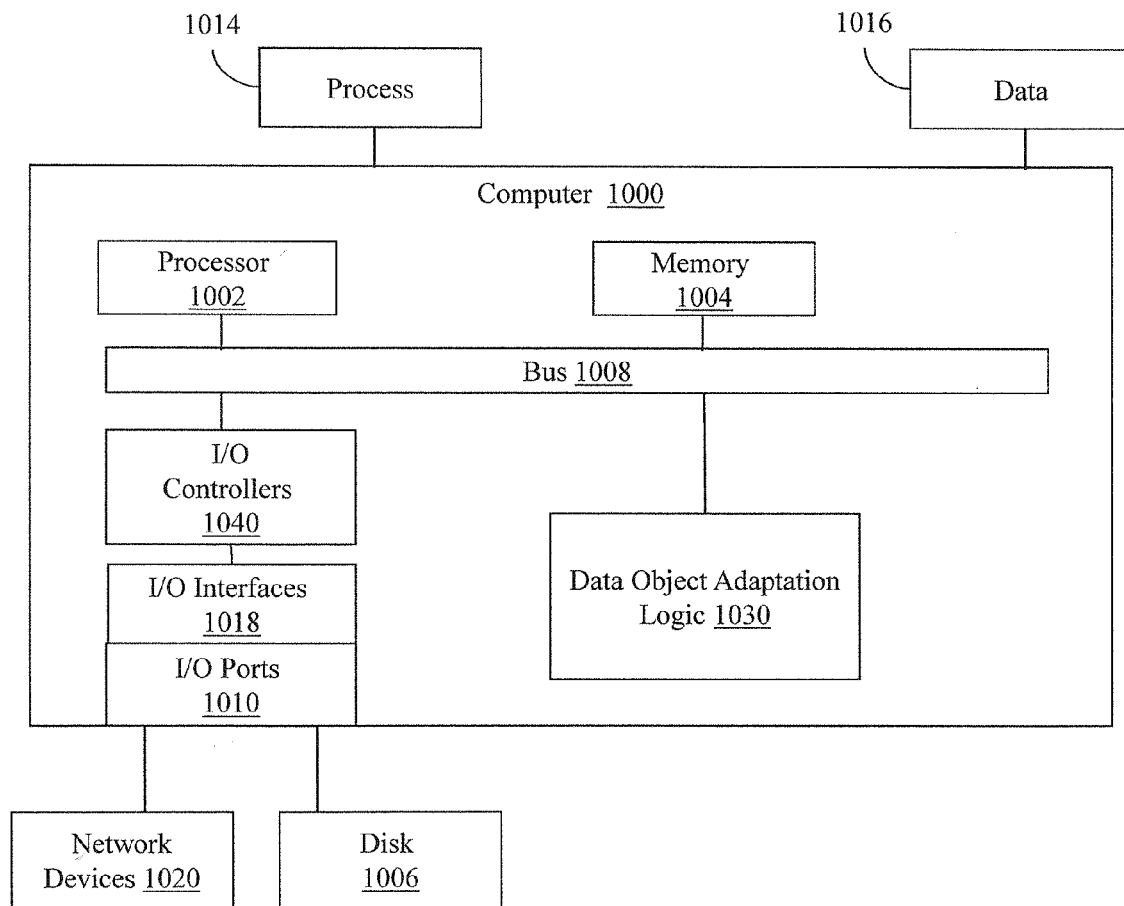 1014
1016
Process
Data
Computer 1000
Processor
1002
Memory
1004
Bus 1008
I/O
Controllers
1040
I/O Interfaces
1018
I/O Ports
1010
Data Object Adaptation
Logic 1030
Network
Devices 1020
Disk
1006